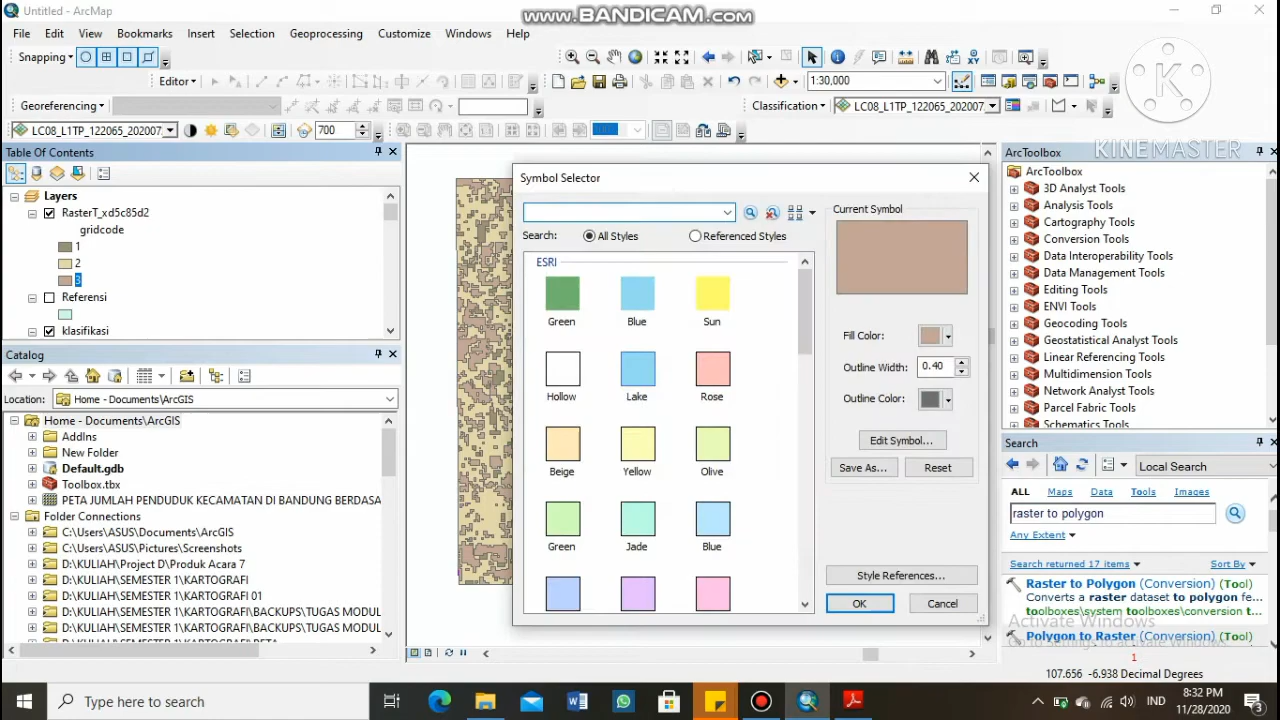 Untitled - ArcMap
www.BANDICAM.com
File Edit View Bookmarks Insert Selection Geoprocessing Customize Windows Help
Snapping
Editor
1:30,000
Georeferencing
Classification
LC08_L1TP_122065_202007
K
LC08_L1TP_122065_202007
700
KINEMASTER
Table Of Contents
Layers
RasterT_xd5c85d2
gridcode
1
2
3
Referensi
klasifikasi
Catalog
Location:
Home - Documents\ArcGIS
Home - Documents\ArcGIS
AddIns
New Folder
Default.gdb
Toolbox.tbx
PETA JUMLAH PENDUDUK KECAMATAN DI BANDUNG BERDASA
Folder Connections
C:\Users\ASUS\Documents\ArcGIS
C:\Users\ASUS\Pictures\Screenshots
D:\KULIAH\Project D\Produk Acara 7
D:\KULIAH\SEMESTER 1\KARTOGRAFI
D:\KULIAH\SEMESTER 1\KARTOGRAFI 01
D:\KULIAH\SEMESTER 1\KARTOGRAFI\BACKUPS\TUGAS MODUL
D:\KULIAH\SEMESTER 1\KARTOGRAFI\BACKUPS\TUGAS MODUL
Symbol Selector
Search:
All Styles
Referenced Styles
ESRI
Green Blue Sun
Hollow Lake Rose
Beige Yellow Olive
Green Jade Blue
Current Symbol
Fill Color:
Outline Width:
0.40
Outline Color:
Edit Symbol...
Save As...
Reset
Style References...
OK
Cancel
ArcToolbox
ArcToolbox
3D Analyst Tools
Analysis Tools
Cartography Tools
Conversion Tools
Data Interoperability Tools
Data Management Tools
Editing Tools
ENVI Tools
Geocoding Tools
Geostatistical Analyst Tools
Linear Referencing Tools
Multidimension Tools
Network Analyst Tools
Parcel Fabric Tools
Schematics Tools
Search
Local Search
ALL Maps Data Tools Images
raster to polygon
Any Extent
Search returned 17 items
Sort By
Raster to Polygon (Conversion) (Tool)
Converts a raster dataset to polygon fe...
toolboxes\system toolboxes\conversion t...
Polygon to Raster (Conversion) (Tool)
Activate Windows
Go to Settings to activate Windows.
1
107.656 -6.938 Decimal Degrees
Type here to search
IND
8:32 PM
11/28/2020
3